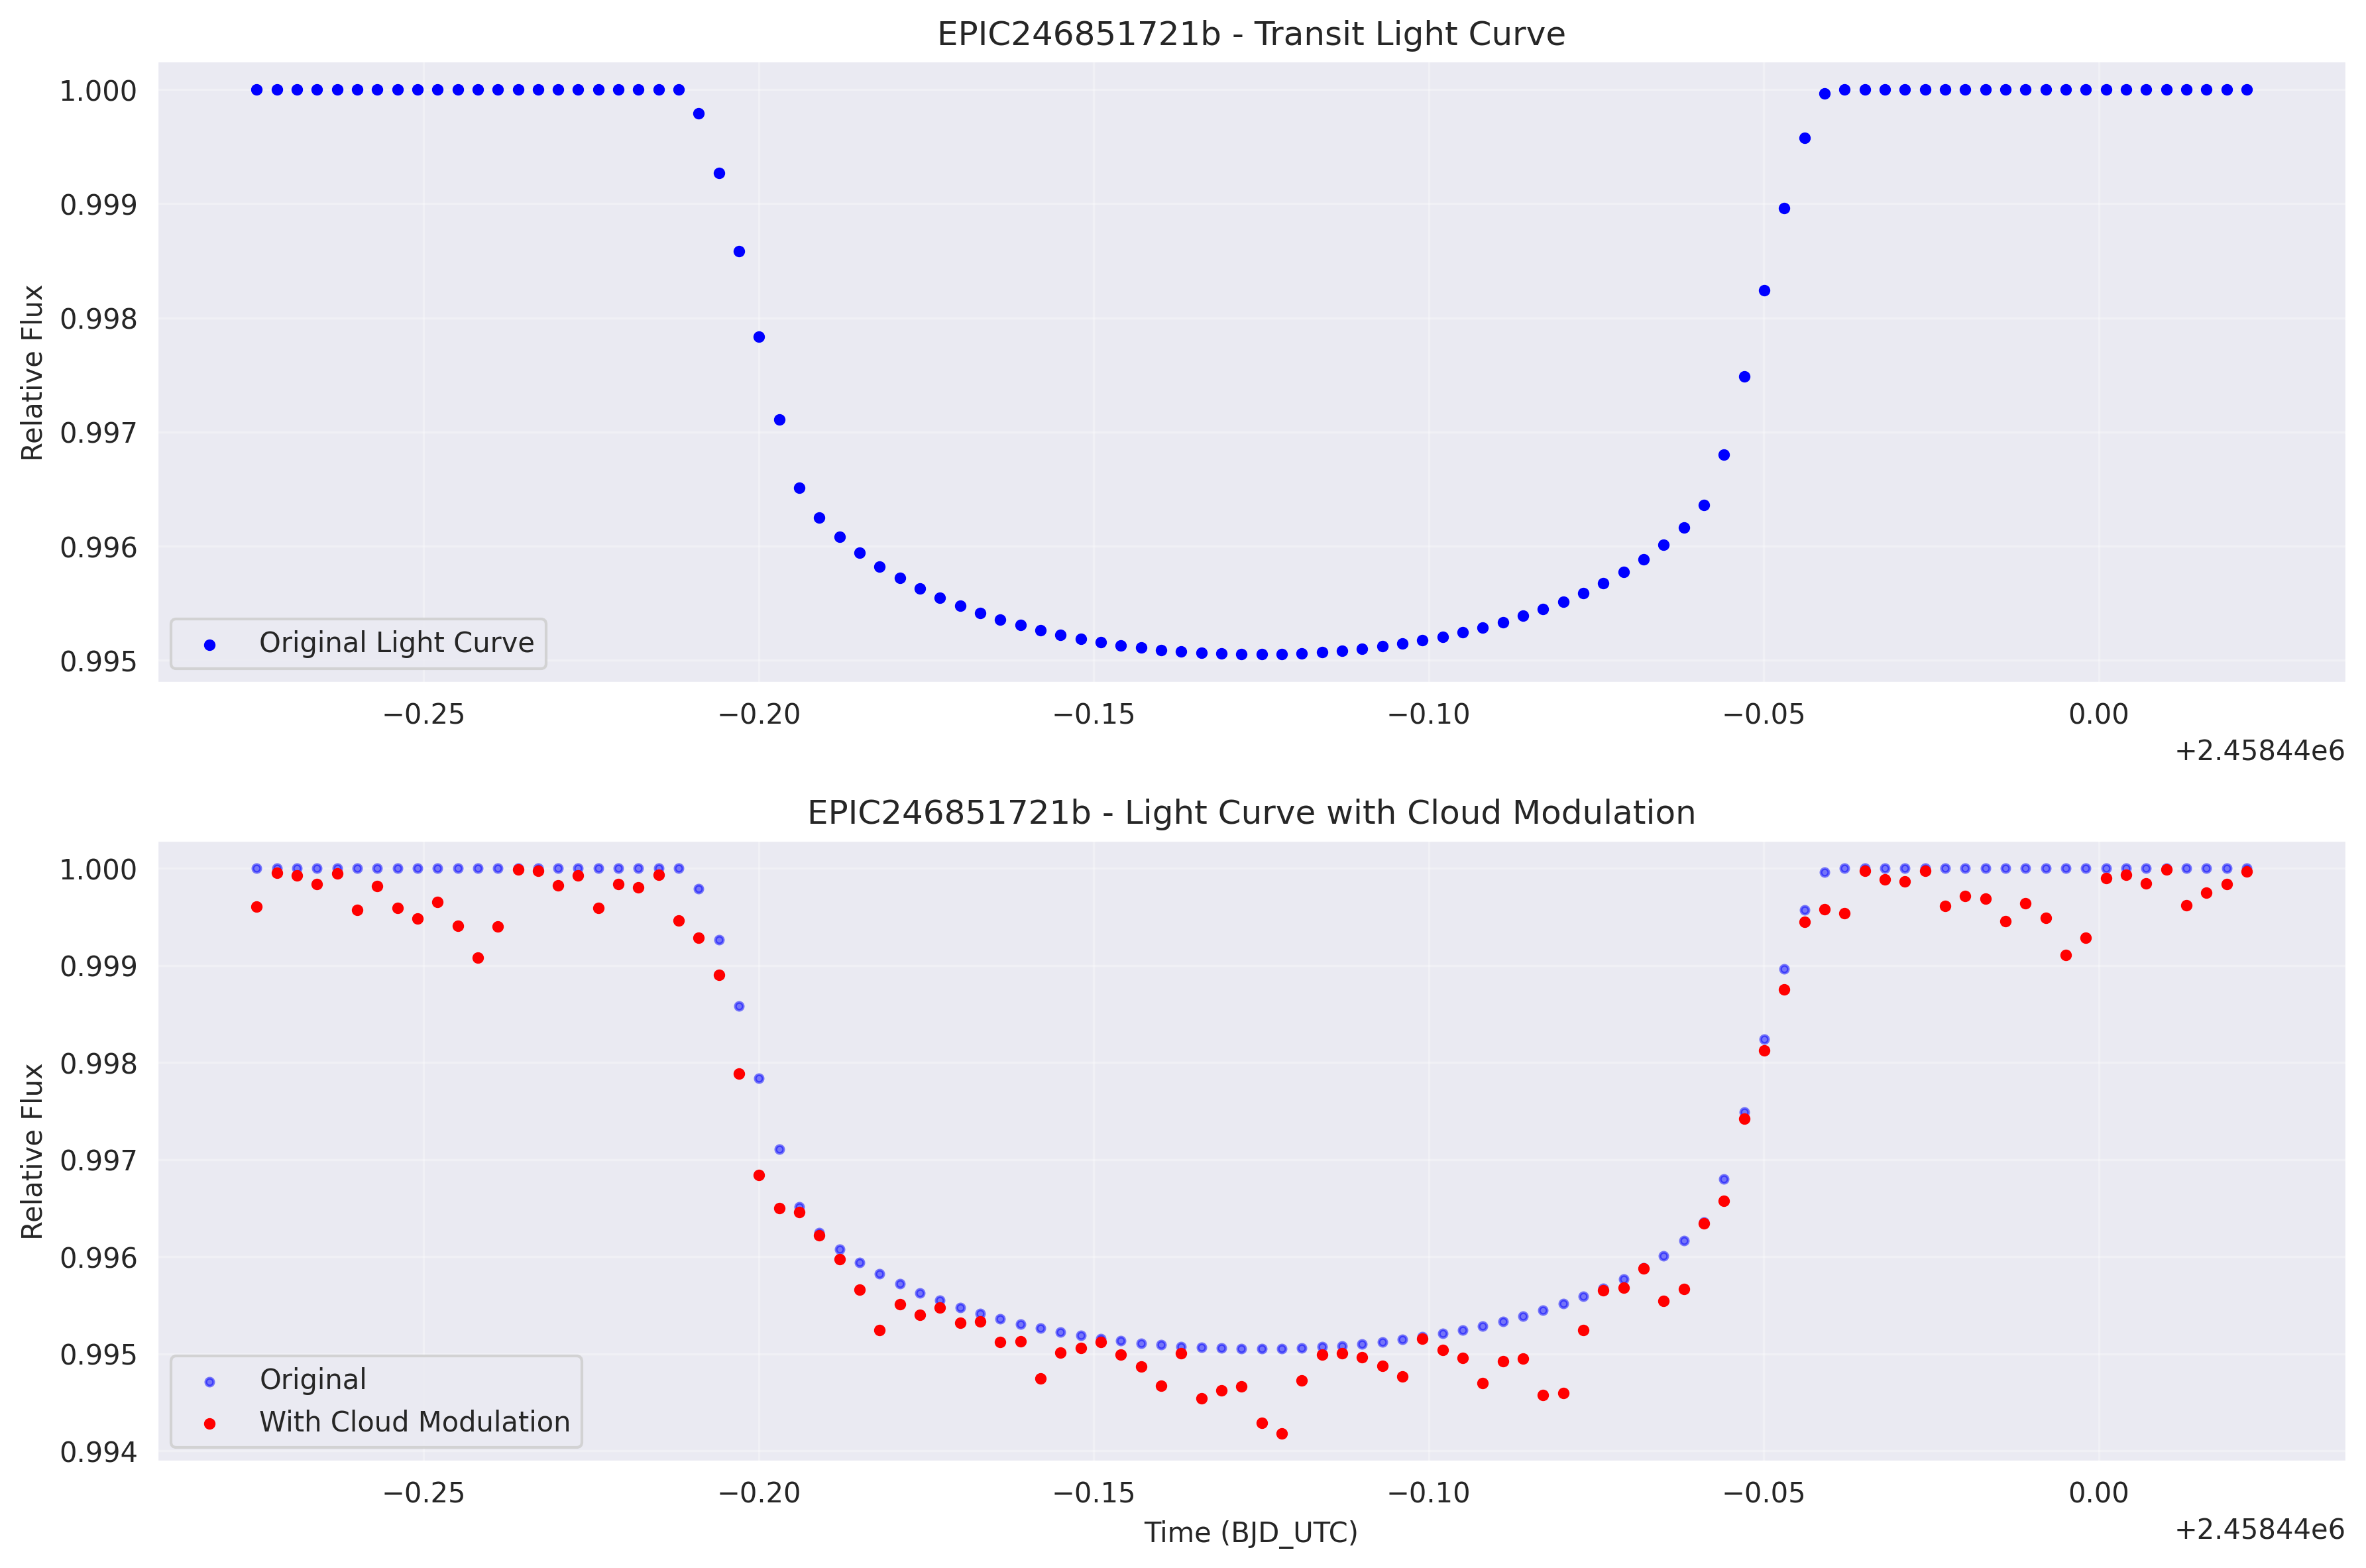 EPIC246851721b - Transit Light Curve
1.000
0.999
0.998
0.997
0.996
0.995
Relative Flux
Original Light Curve
−0.25 −0.20 −0.15 −0.10 −0.05 0.00
+2.45844e6
EPIC246851721b - Light Curve with Cloud Modulation
1.000
0.999
0.998
0.997
0.996
0.995
0.994
Relative Flux
Original
With Cloud Modulation
−0.25 −0.20 −0.15 −0.10 −0.05 0.00
Time (BJD_UTC)
+2.45844e6